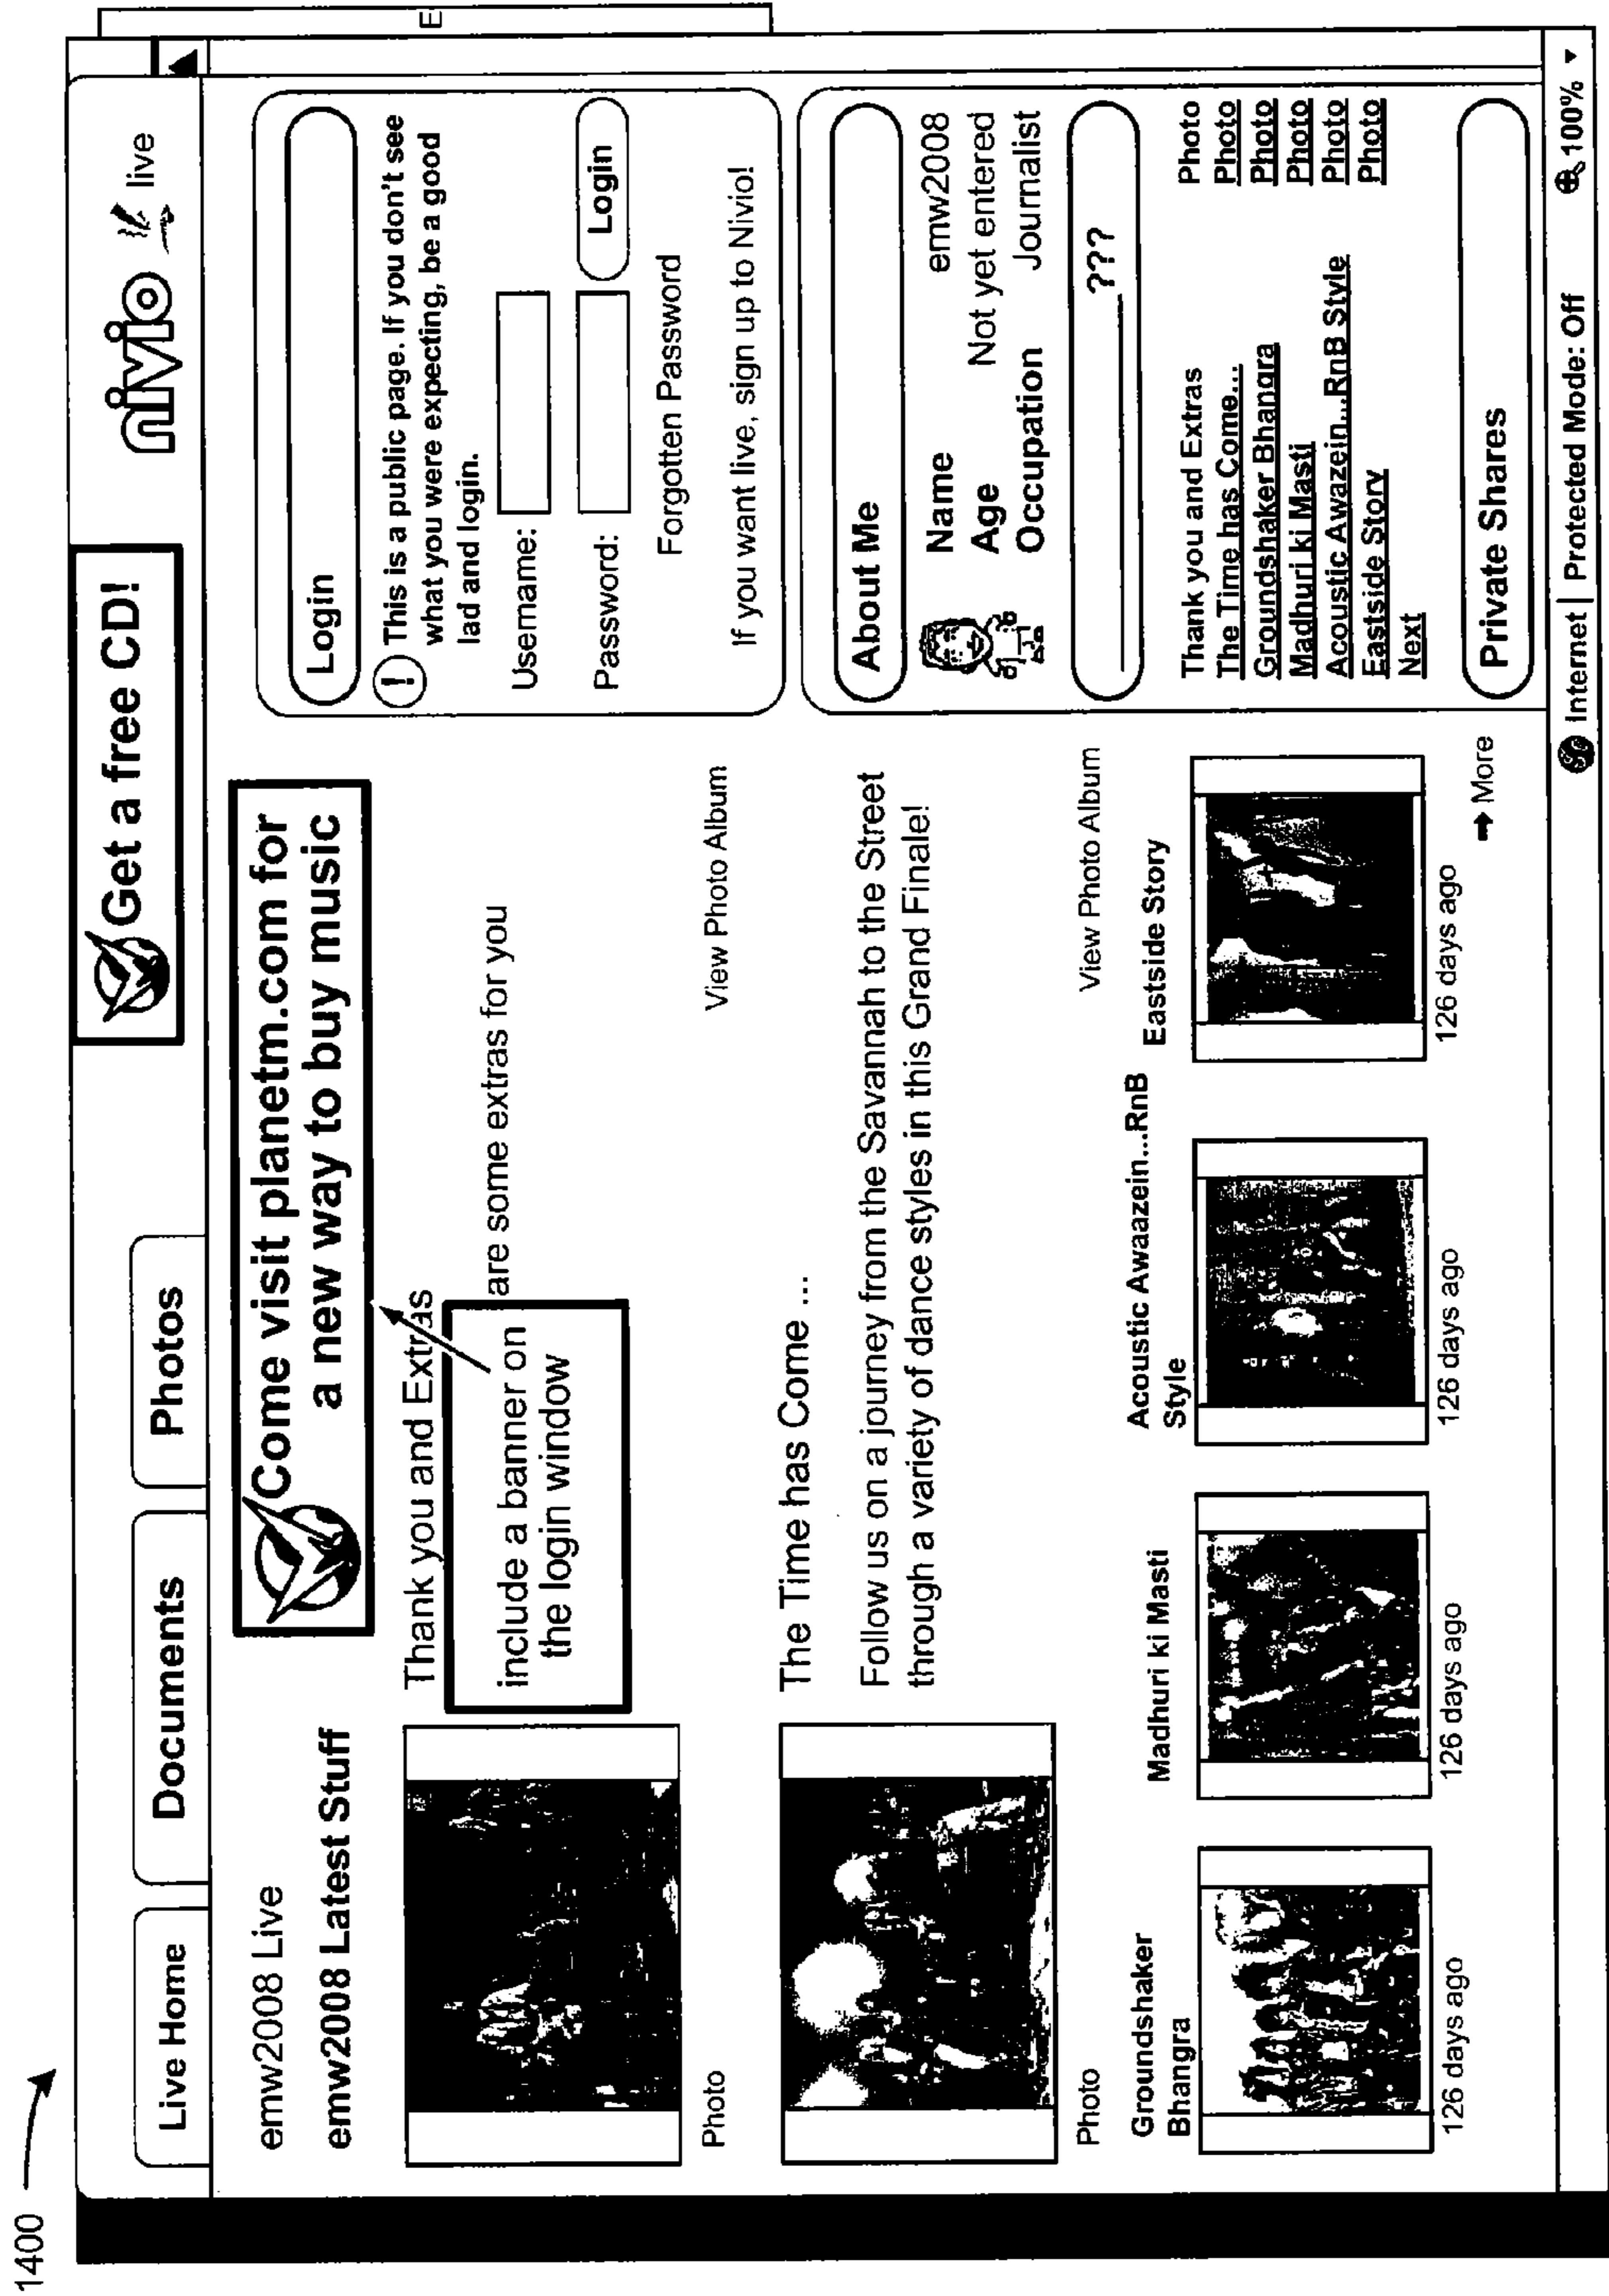 1400
Get a free CD!
nivio live
Live Home
Documents
Photos
emw2008 Live
emw2008 Latest Stuff
Come visit planetm.com for
a new way to buy music
Thank you and Extras
are some extras for you
include a banner on
the login window
Photo
View Photo Album
The Time has Come ...
Follow us on a journey from the Savannah to the Street
through a variety of dance styles in this Grand Finale!
Photo
View Photo Album
Groundshaker
Bhangra
126 days ago
Madhuri ki Masti
126 days ago
Acoustic Awaazein...RnB
Style
126 days ago
Eastside Story
126 days ago
More
E
Login
! This is a public page. If you don't see
what you were expecting, be a good
lad and login.
Username:
Password:
Login
Forgotten Password
If you want live, sign up to Nivio!
About Me
Name emw2008
Age Not yet entered
Occupation Journalist
???
Thank you and Extras Photo
The Time has Come... Photo
Groundshaker Bhangra Photo
Madhuri ki Masti Photo
Acoustic Awazein...RnB Style Photo
Eastside Story Photo
Next
Private Shares
Internet | Protected Mode: Off 100%